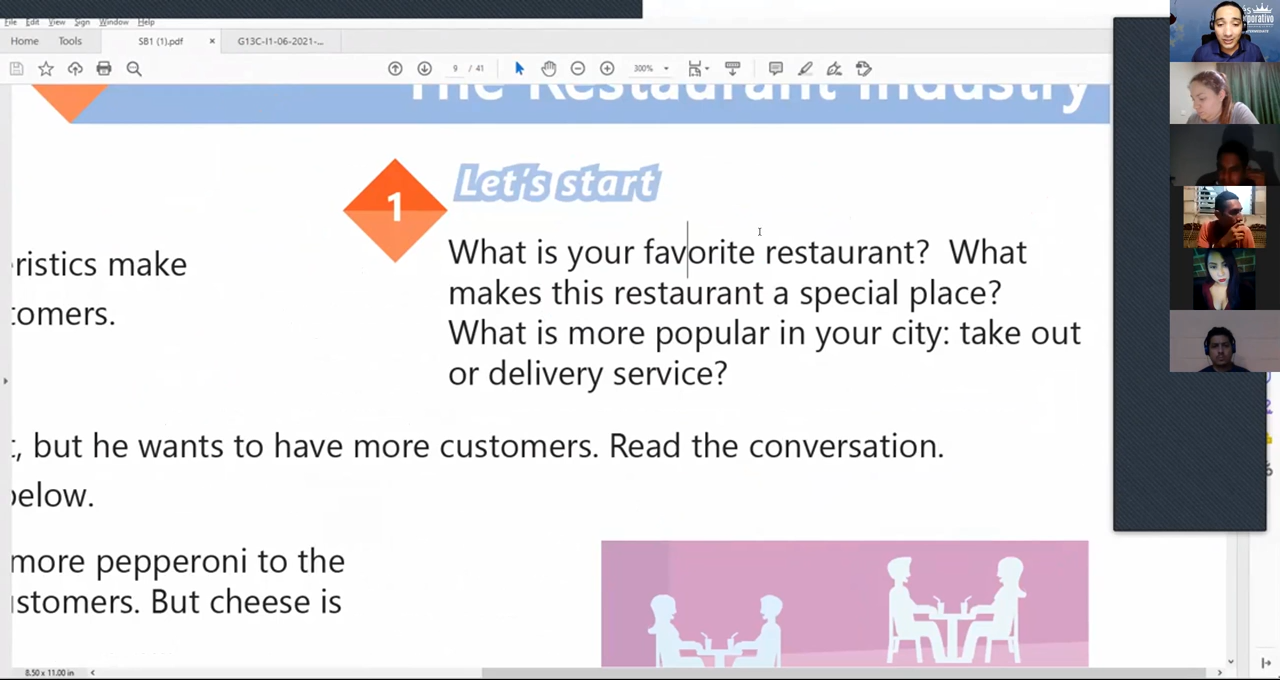 File Edit View Sign Window Help
Home Tools SB1 (1).pdf × G13C-I1-06-2021-...
9 / 41 300%
The Restaurant Industry
1 Let's start
What is your favorite restaurant? What
makes this restaurant a special place?
What is more popular in your city: take out
or delivery service?
ristics make
tomers.
t, but he wants to have more customers. Read the conversation.
below.
more pepperoni to the
ustomers. But cheese is
8.50 x 11.00 in